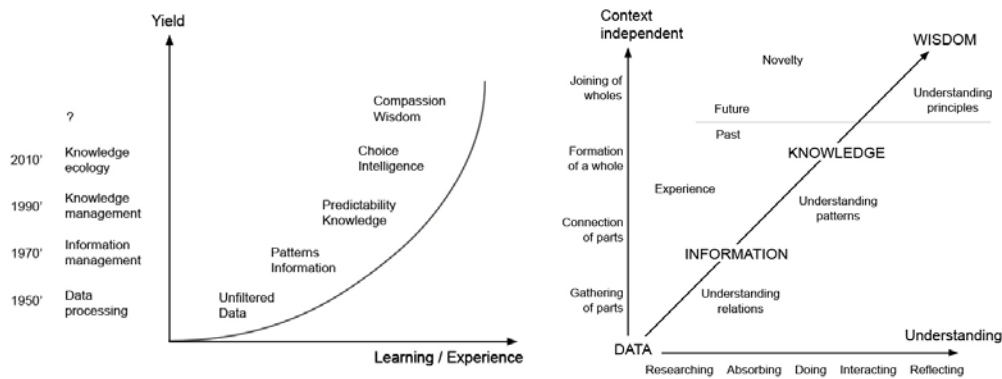 Yield
?
2010' Knowledge
ecology
1990' Knowledge
management
1970' Information
management
1950' Data
processing
Compassion
Wisdom
Choice
Intelligence
Predictability
Knowledge
Patterns
Information
Unfiltered
Data
Learning / Experience
Context
independent
WISDOM
Novelty
Joining of
wholes
Understanding
principles
Future
Past
Formation
of a whole
KNOWLEDGE
Experience
Understanding
patterns
Connection
of parts
INFORMATION
Gathering
of parts
Understanding
relations
Understanding
DATA
Researching Absorbing Doing Interacting Reflecting